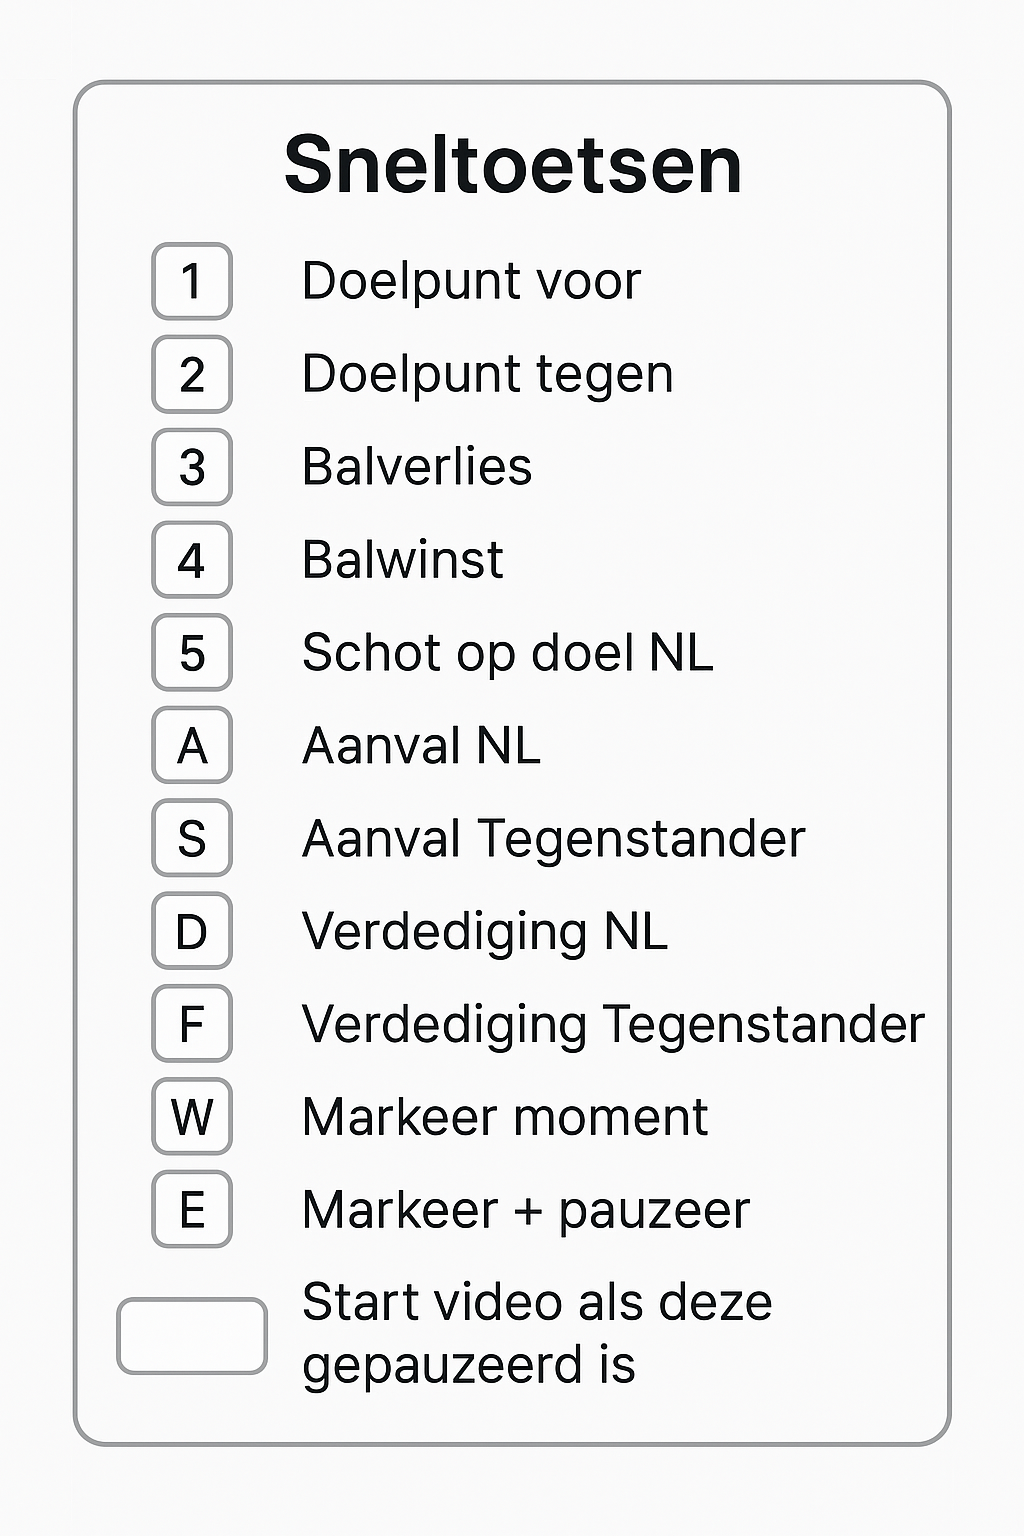 Sneltoetsen
1 Doelpunt voor
2 Doelpunt tegen
3 Balverlies
4 Balwinst
5 Schot op doel NL
A Aanval NL
S Aanval Tegenstander
D Verdediging NL
F Verdediging Tegenstander
W Markeer moment
E Markeer + pauzeer
Start video als deze
gepauzeerd is